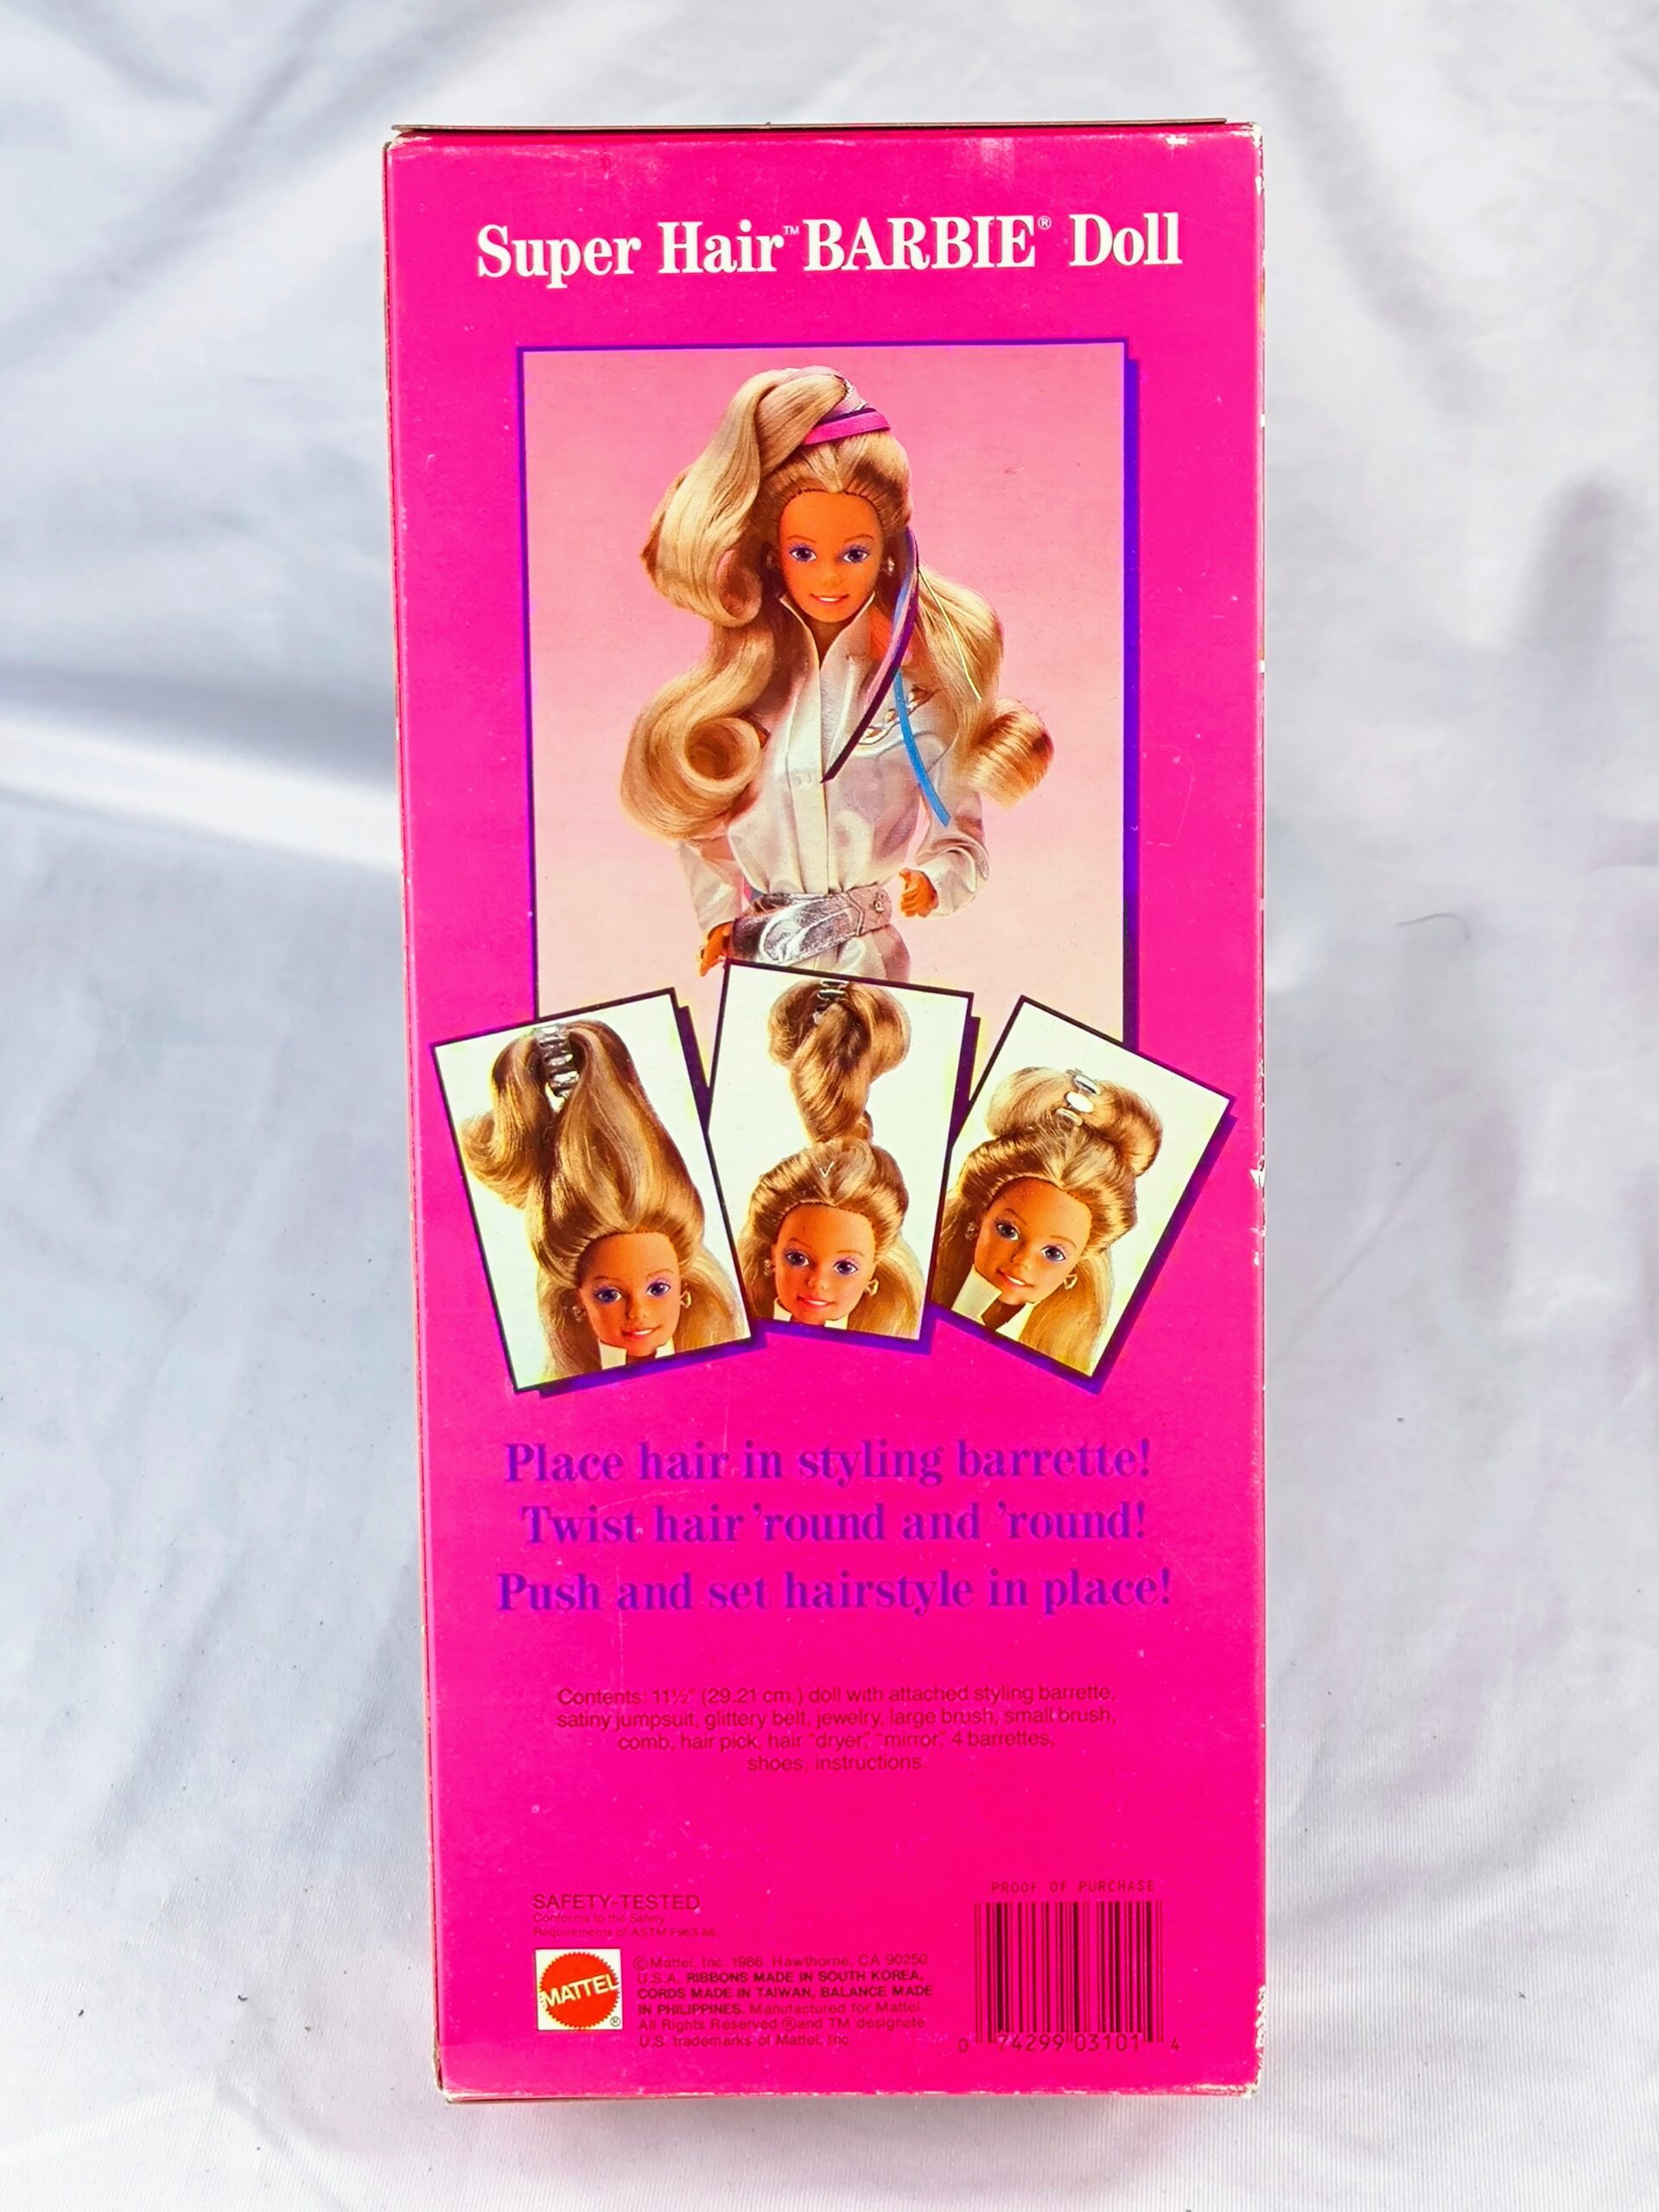 Super Hair™ BARBIE® Doll
Place hair in styling barrette!
Twist hair 'round and 'round!
Push and set hairstyle in place!
Contents: 11½" (29.21 cm.) doll with attached styling barrette,
satiny jumpsuit, glittery belt, jewelry, large brush, small brush,
comb, hair pick, hair "dryer," "mirror," 4 barrettes,
shoes, instructions.
SAFETY-TESTED
Conforms to the Safety
Requirements of ASTM F963-86.
MATTEL®
©Mattel, Inc. 1986. Hawthorne, CA 90250
U.S.A. RIBBONS MADE IN SOUTH KOREA,
CORDS MADE IN TAIWAN, BALANCE MADE
IN PHILIPPINES. Manufactured for Mattel.
All Rights Reserved.®and TM designate
U.S. trademarks of Mattel, Inc.
PROOF OF PURCHASE
0 74299 03101 4